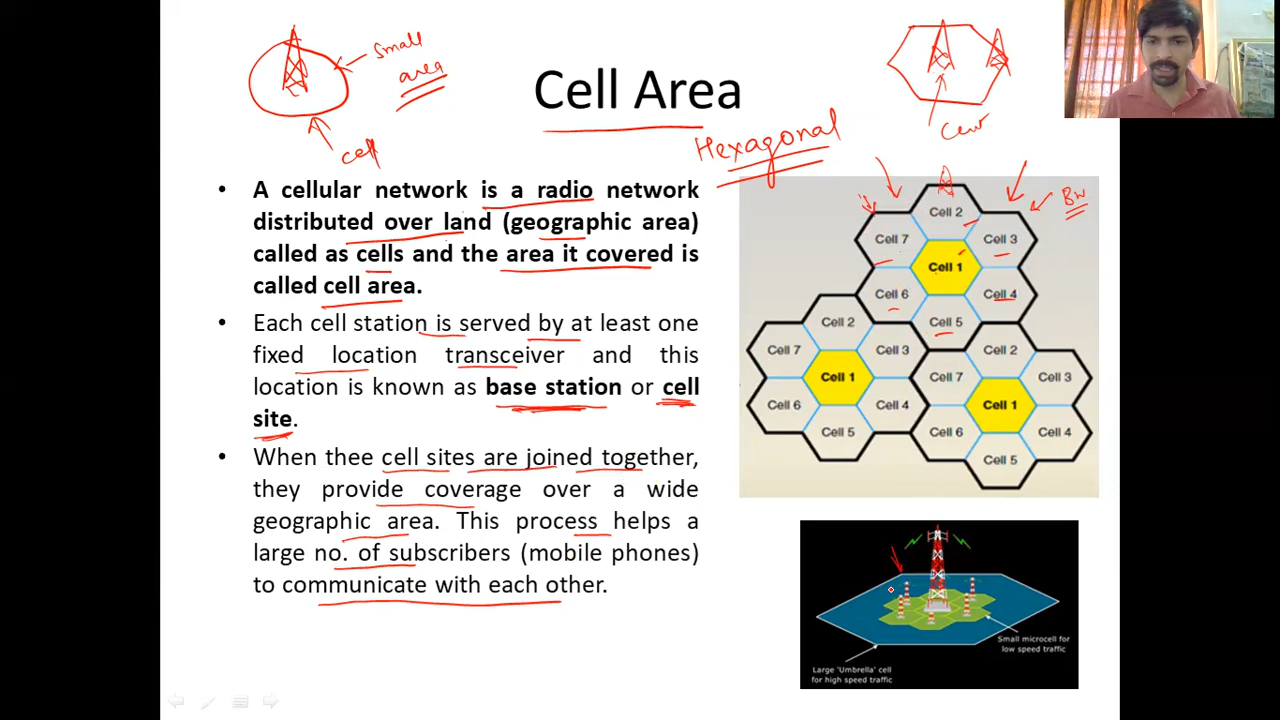 small
area
cell
Cell Area
Hexagonal
• A cellular network is a radio network
distributed over land (geographic area)
called as cells and the area it covered is
called cell area.
• Each cell station is served by at least one
fixed location transceiver and this
location is known as base station or cell
site.
• When thee cell sites are joined together,
they provide coverage over a wide
geographic area. This process helps a
large no. of subscribers (mobile phones)
to communicate with each other.
BW
Cell 2
Cell 7
Cell 3
Cell 1
Cell 6
Cell 4
Cell 5
Cell 2
Cell 7
Cell 3
Cell 1
Cell 6
Cell 4
Cell 5
Cell 2
Cell 7
Cell 3
Cell 1
Cell 6
Cell 4
Cell 5
Small microcell for
low speed traffic
Large 'Umbrella' cell
for high speed traffic